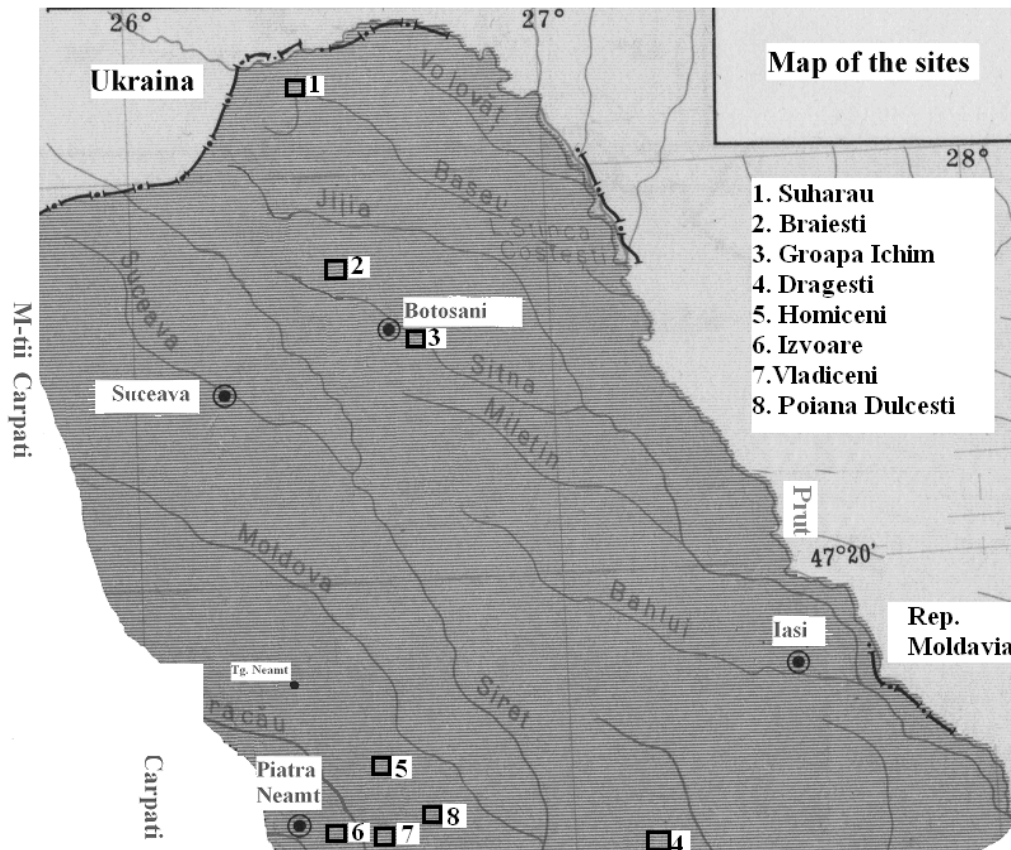 26°
27°
Map of the sites
Ukraina
1
Volovăt
28°
Baseu
Jijia
1. Suharau
2. Braiesti
3. Groapa Ichim
4. Dragesti
5. Homiceni
6. Izvoare
7.Vladiceni
8. Poiana Dulcesti
L. Stinca
Costesti
2
Suceava
Botosani
3
M-tii Carpati
Sitna
Suceava
Miletin
Prut
47°20'
Moldova
Bahlui
Rep.
Moldavia
Iasi
Tg. Neamt
Siret
răcău
Carpati
Piatra
Neamt
5
8
6
7
4